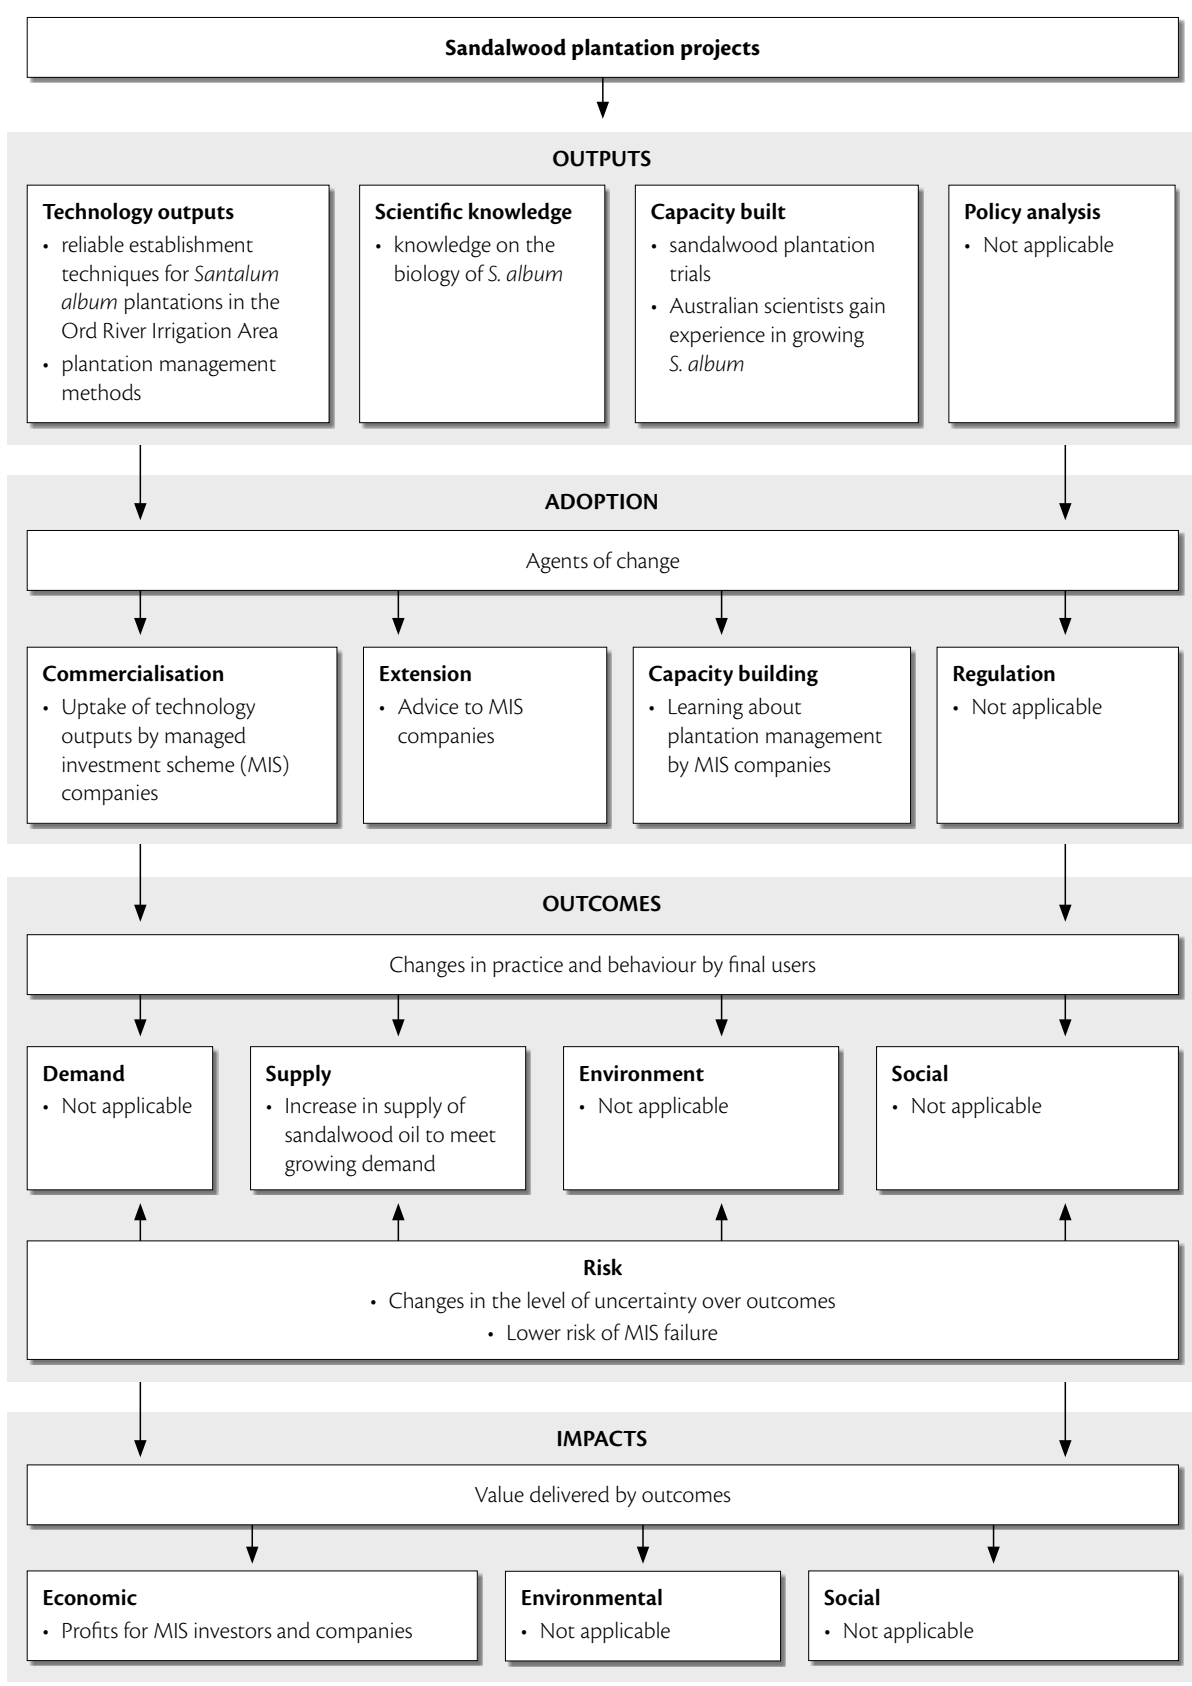 Sandalwood plantation projects
OUTPUTS
Technology outputs
• reliable establishment
techniques for Santalum
album plantations in the
Ord River Irrigation Area
• plantation management
methods
Scientific knowledge
• knowledge on the
biology of S. album
Capacity built
• sandalwood plantation
trials
• Australian scientists gain
experience in growing
S. album
Policy analysis
• Not applicable
ADOPTION
Agents of change
Commercialisation
• Uptake of technology
outputs by managed
investment scheme (MIS)
companies
Extension
• Advice to MIS
companies
Capacity building
• Learning about
plantation management
by MIS companies
Regulation
• Not applicable
OUTCOMES
Changes in practice and behaviour by final users
Demand
• Not applicable
Supply
• Increase in supply of
sandalwood oil to meet
growing demand
Environment
• Not applicable
Social
• Not applicable
Risk
• Changes in the level of uncertainty over outcomes
• Lower risk of MIS failure
IMPACTS
Value delivered by outcomes
Economic
• Profits for MIS investors and companies
Environmental
• Not applicable
Social
• Not applicable